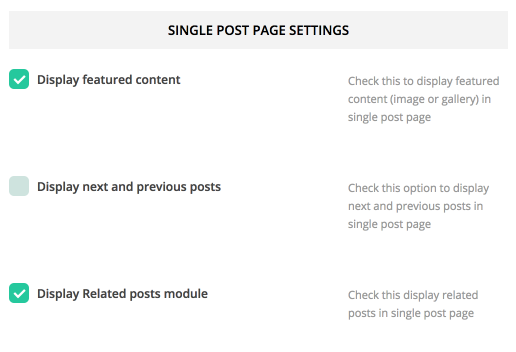 SINGLE POST PAGE SETTINGS
Display featured content
Check this to display featured
content (image or gallery) in
single post page
Display next and previous posts
Check this option to display
next and previous posts in
single post page
Display Related posts module
Check this display related
posts in single post page